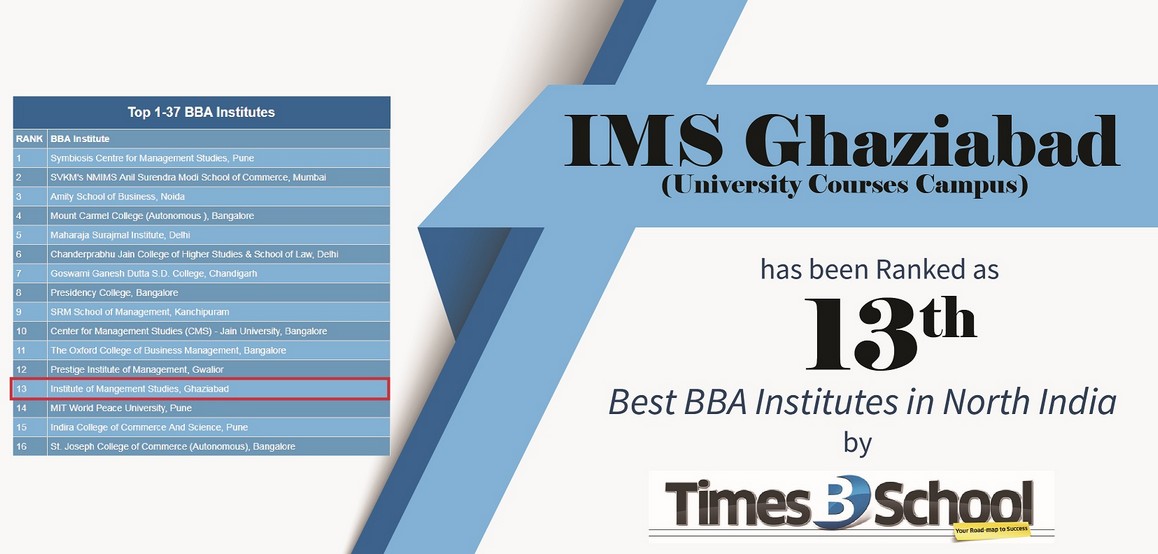 Top 1-37 BBA Institutes
RANK BBA Institute
1 Symbiosis Centre for Management Studies, Pune
2 SVKM's NMIMS Anil Surendra Modi School of Commerce, Mumbai
3 Amity School of Business, Noida
4 Mount Carmel College (Autonomous ), Bangalore
5 Maharaja Surajmal Institute, Delhi
6 Chanderprabhu Jain College of Higher Studies & School of Law, Delhi
7 Goswami Ganesh Dutta S.D. College, Chandigarh
8 Presidency College, Bangalore
9 SRM School of Management, Kanchipuram
10 Center for Management Studies (CMS) - Jain University, Bangalore
11 The Oxford College of Business Management, Bangalore
12 Prestige Institute of Management, Gwalior
13 Institute of Mangement Studies, Ghaziabad
14 MIT World Peace University, Pune
15 Indira College of Commerce And Science, Pune
16 St. Joseph College of Commerce (Autonomous), Bangalore
IMS Ghaziabad
(University Courses Campus)
has been Ranked as
13th
Best BBA Institutes in North India
by
Times B School
Your Road-map to Success